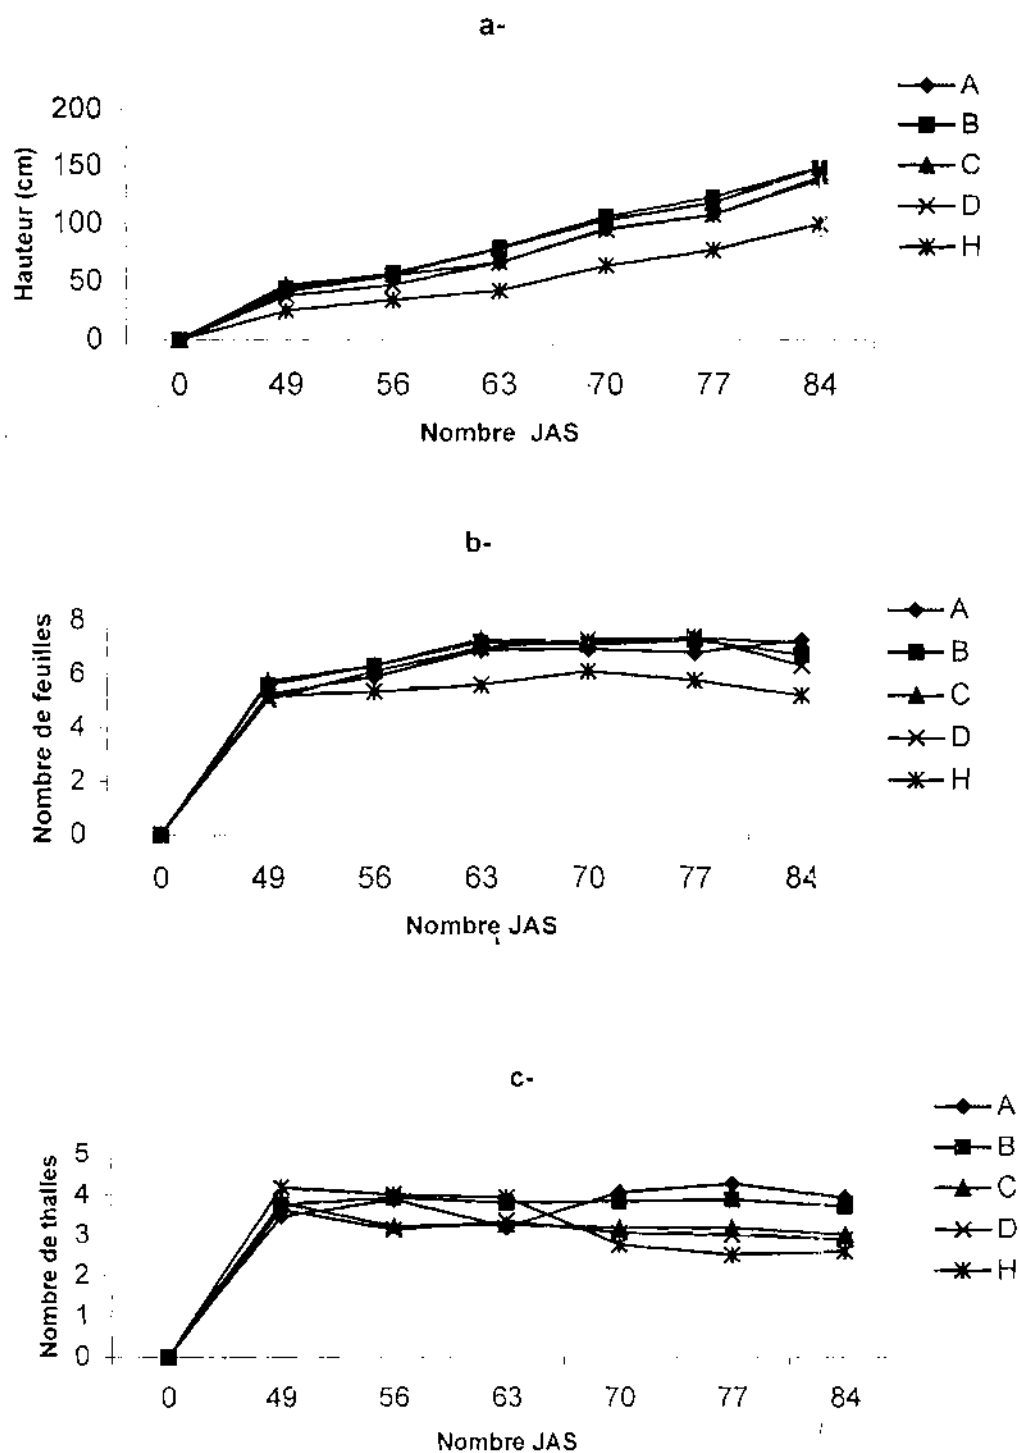 a-
200
150
100
50
0
Hauteur (cm)
0 49 56 63 70 77 84
Nombre JAS
A
B
C
D
H
b-
8
6
4
2
0
Nombre de feuilles
0 49 56 63 70 77 84
Nombre JAS
A
B
C
D
H
c-
5
4
3
2
1
0
Nombre de thalles
0 49 56 63 70 77 84
Nombre JAS
A
B
C
D
H